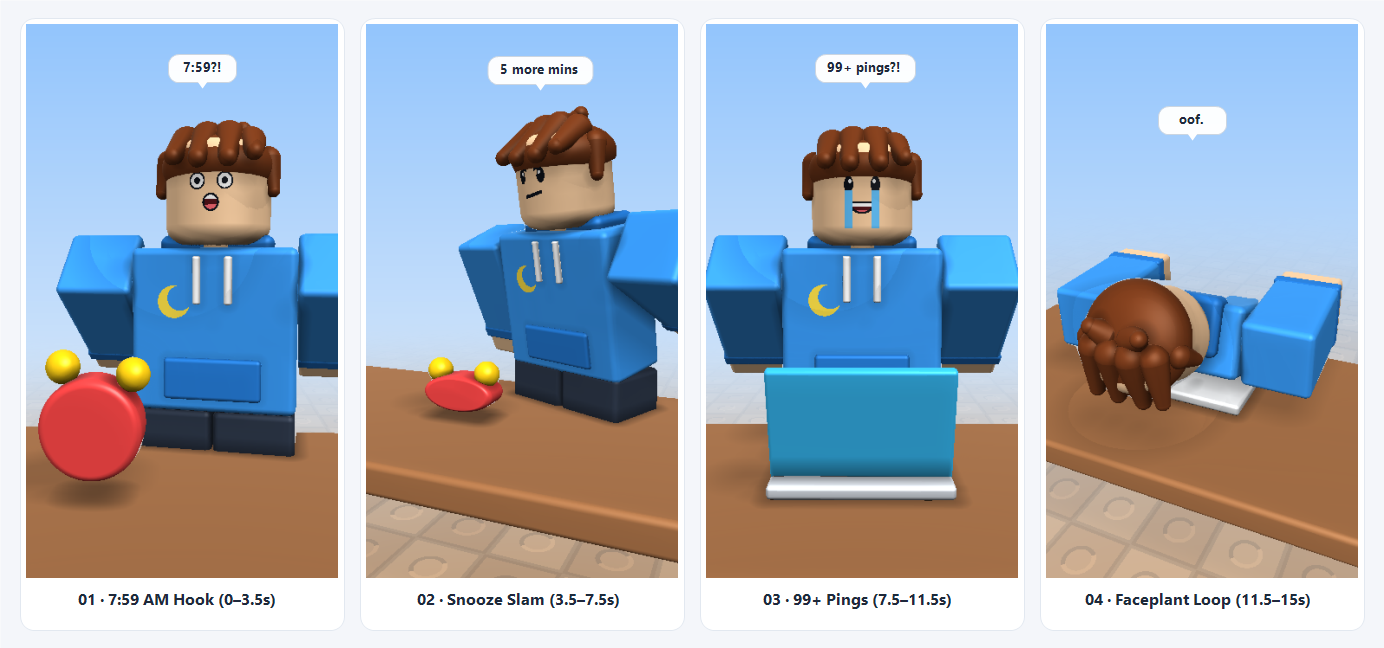 7:59?!
5 more mins
99+ pings?!
oof.
01 · 7:59 AM Hook (0–3.5s)
02 · Snooze Slam (3.5–7.5s)
03 · 99+ Pings (7.5–11.5s)
04 · Faceplant Loop (11.5–15s)